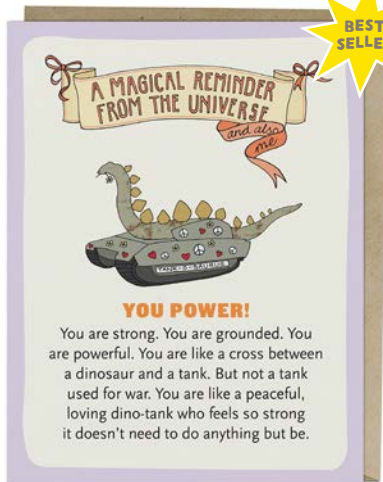 BEST
SELLE
A MAGICAL REMINDER
FROM THE UNIVERSE
and also
me
TANK-O-SAURUS
YOU POWER!
You are strong. You are grounded. You
are powerful. You are like a cross between
a dinosaur and a tank. But not a tank
used for war. You are like a peaceful,
loving dino-tank who feels so strong
it doesn't need to do anything but be.